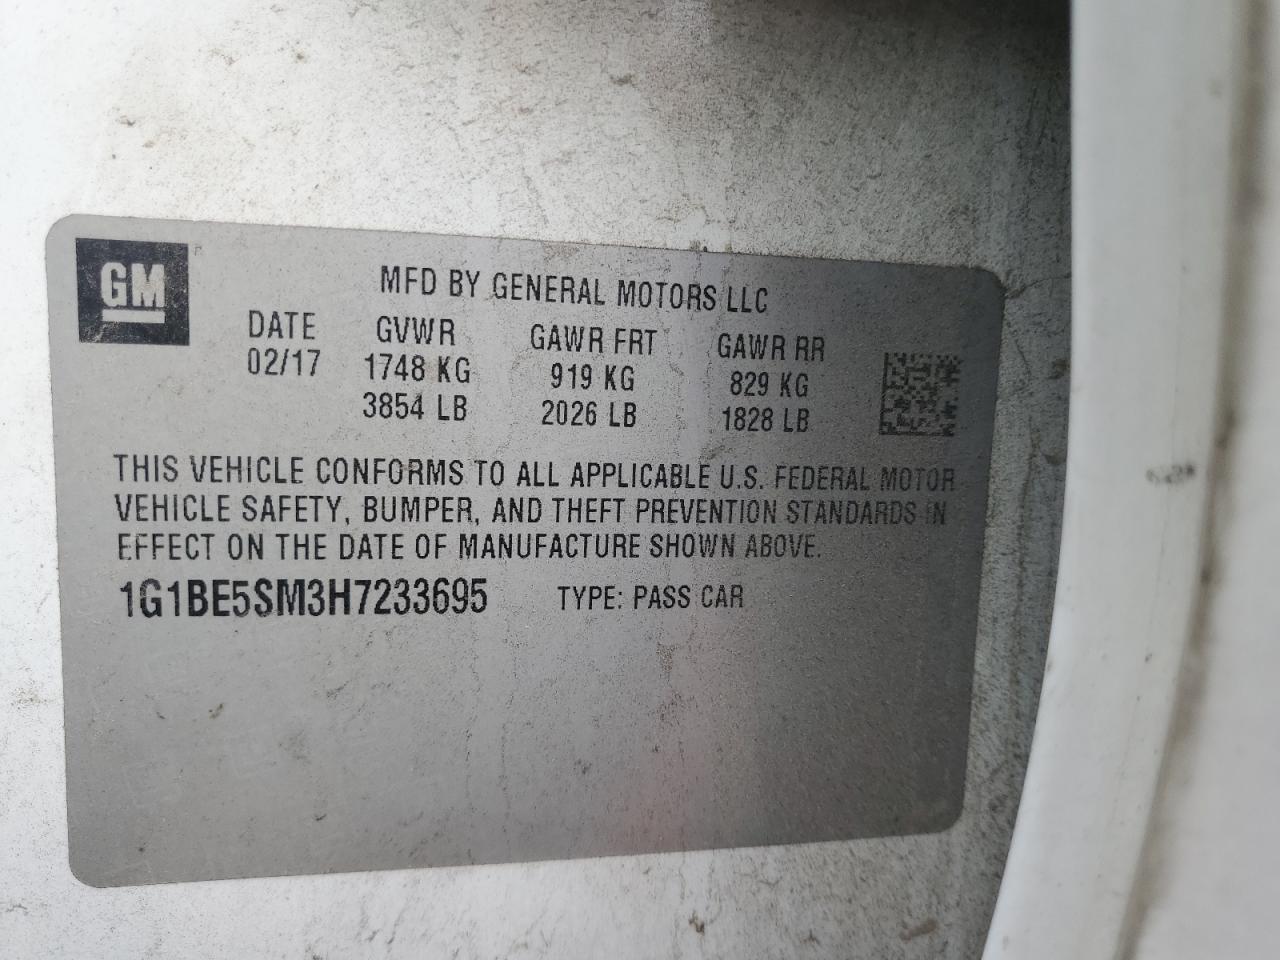 GM
MFD BY GENERAL MOTORS LLC
DATE GVWR GAWR FRT GAWR RR
02/17 1748 KG 919 KG 829 KG
3854 LB 2026 LB 1828 LB
THIS VEHICLE CONFORMS TO ALL APPLICABLE U.S. FEDERAL MOTOR
VEHICLE SAFETY, BUMPER, AND THEFT PREVENTION STANDARDS IN
EFFECT ON THE DATE OF MANUFACTURE SHOWN ABOVE.
1G1BE5SM3H7233695 TYPE: PASS CAR